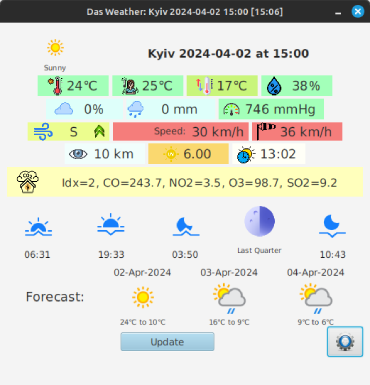 Das Weather: Kyiv 2024-04-02 15:00 [15:06]
Sunny
Kyiv 2024-04-02 at 15:00
24°C 25°C 17°C 38%
0% 0 mm 746 mmHg
S Speed: 30 km/h 36 km/h
10 km 6.00 13:02
Idx=2, CO=243.7, NO2=3.5, O3=98.7, SO2=9.2
Last Quarter
06:31 19:33 03:50 10:43
02-Apr-2024 03-Apr-2024 04-Apr-2024
Forecast:
24°C to 10°C 16°C to 9°C 9°C to 6°C
Update